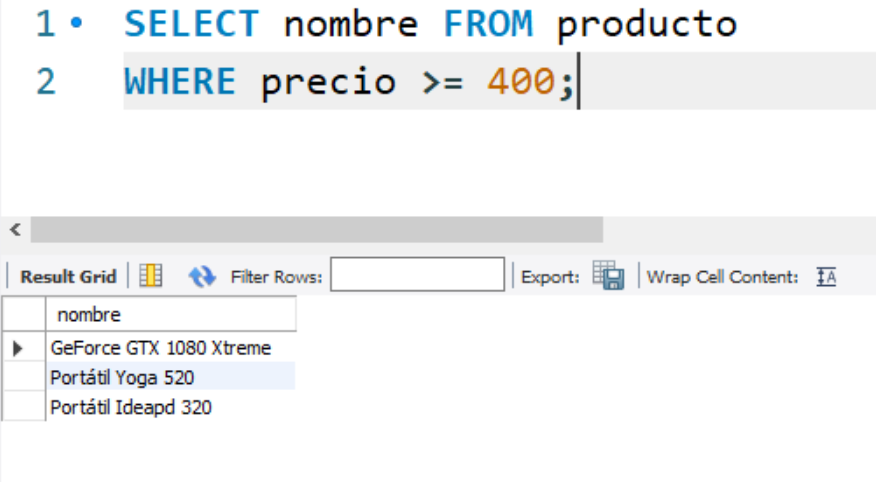 1 SELECT nombre FROM producto
2 WHERE precio >= 400;
Result Grid Filter Rows: Export: Wrap Cell Content: IA
nombre
GeForce GTX 1080 Xtreme
Portátil Yoga 520
Portátil Ideapd 320